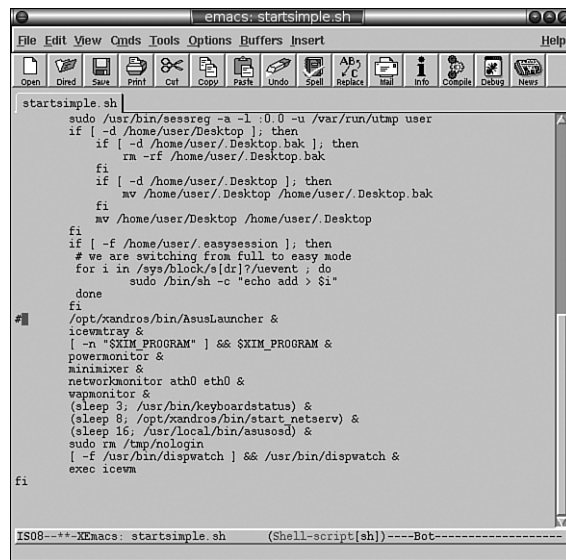 emacs: startsimple.sh
File Edit View Cmds Tools Options Buffers Insert Help
Open Dired Save Print Cut Copy Paste Undo Spell Replace Mail Info Compile Debug News
startsimple.sh
sudo /usr/bin/sessreg -a -l :0.0 -u /var/run/utmp user
if [ -d /home/user/Desktop ]; then
if [ -d /home/user/.Desktop.bak ]; then
rm -rf /home/user/.Desktop.bak
fi
if [ -d /home/user/.Desktop ]; then
mv /home/user/.Desktop /home/user/.Desktop.bak
fi
mv /home/user/Desktop /home/user/.Desktop
fi
if [ -f /home/user/.easysession ]; then
# we are switching from full to easy mode
for i in /sys/block/s[dr]?/uevent ; do
sudo /bin/sh -c "echo add > $i"
done
fi
# /opt/xandros/bin/AsusLauncher &
icewmtray &
[ -n "$XIM_PROGRAM" ] && $XIM_PROGRAM &
powermonitor &
minimixer &
networkmonitor ath0 eth0 &
wapmonitor &
(sleep 3; /usr/bin/keyboardstatus) &
(sleep 8; /opt/xandros/bin/start_netserv) &
(sleep 16; /usr/local/bin/asusosd) &
sudo rm /tmp/nologin
[ -f /usr/bin/dispwatch ] && /usr/bin/dispwatch &
exec icewm
fi
ISO8--**-XEmacs: startsimple.sh (Shell-script[sh])----Bot-------------------